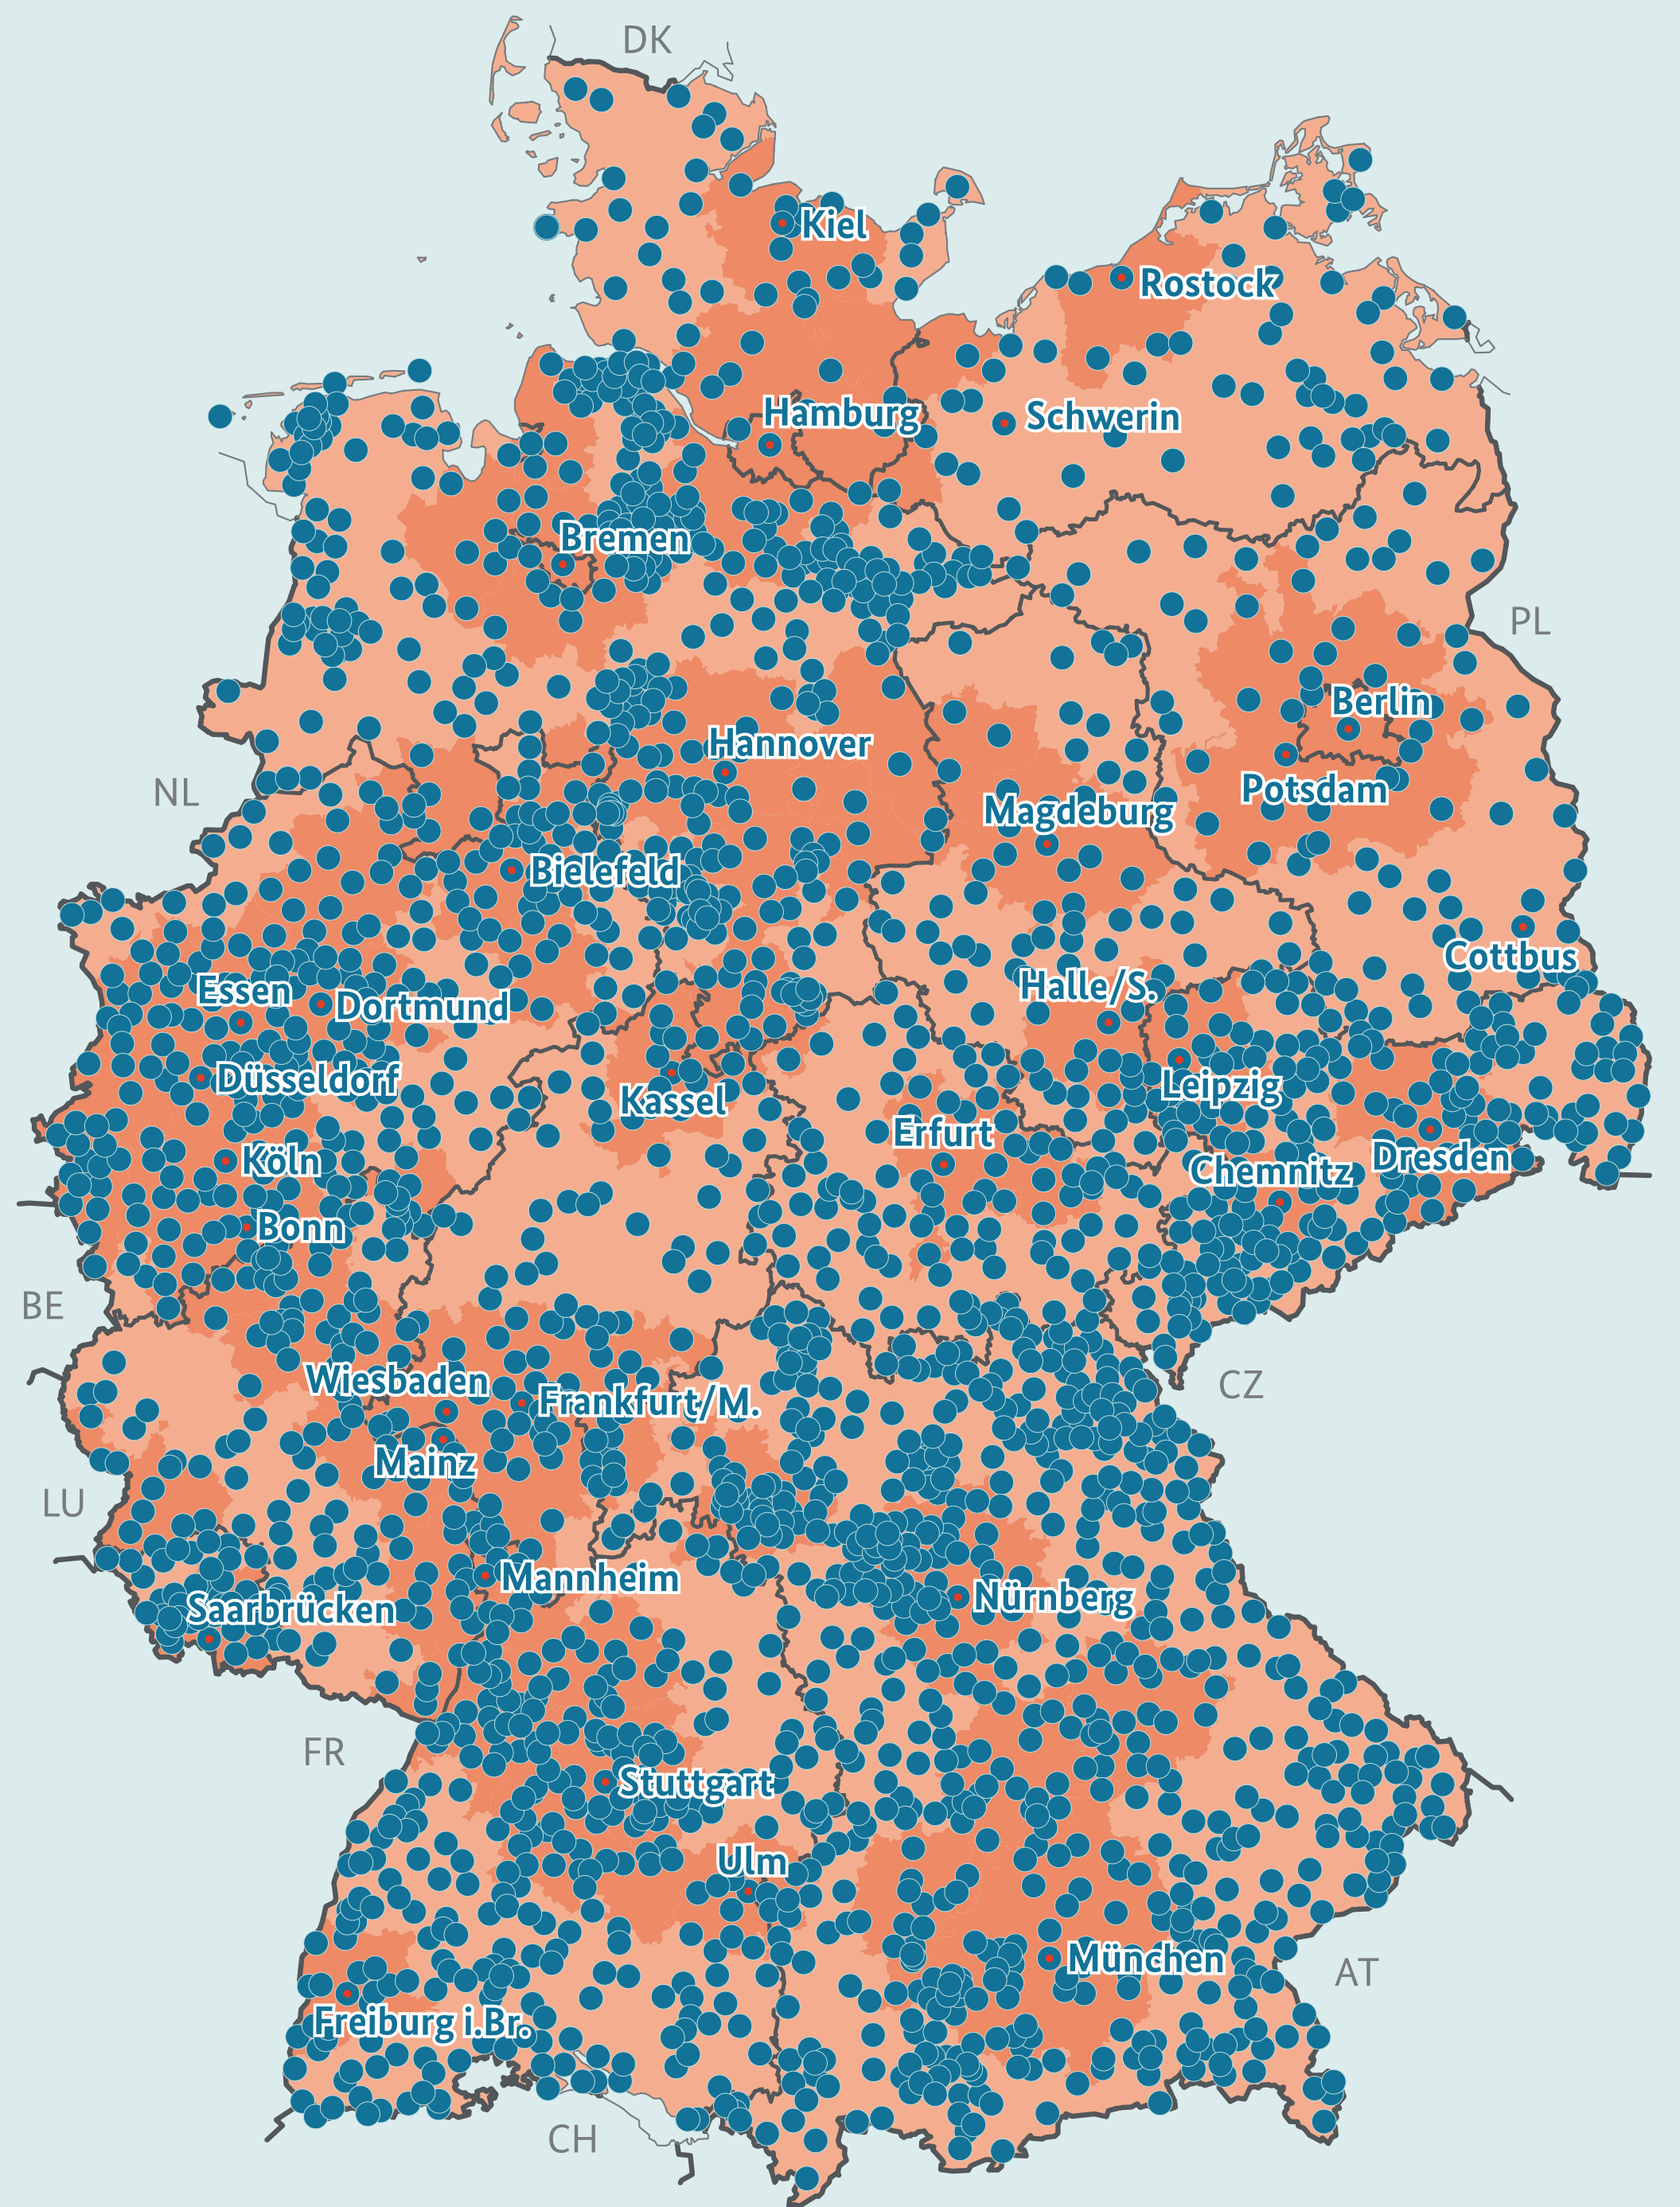 DK
Kiel
Rostock
Hamburg
Schwerin
Bremen
PL
Berlin
Hannover
NL
Potsdam
Magdeburg
Bielefeld
Cottbus
Essen
Halle/S.
Dortmund
Düsseldorf
Leipzig
Kassel
Erfurt
Dresden
Köln
Chemnitz
Bonn
BE
Wiesbaden
CZ
Frankfurt/M.
Mainz
LU
Mannheim
Nürnberg
Saarbrücken
FR
Stuttgart
Ulm
München
AT
Freiburg i.Br.
CH